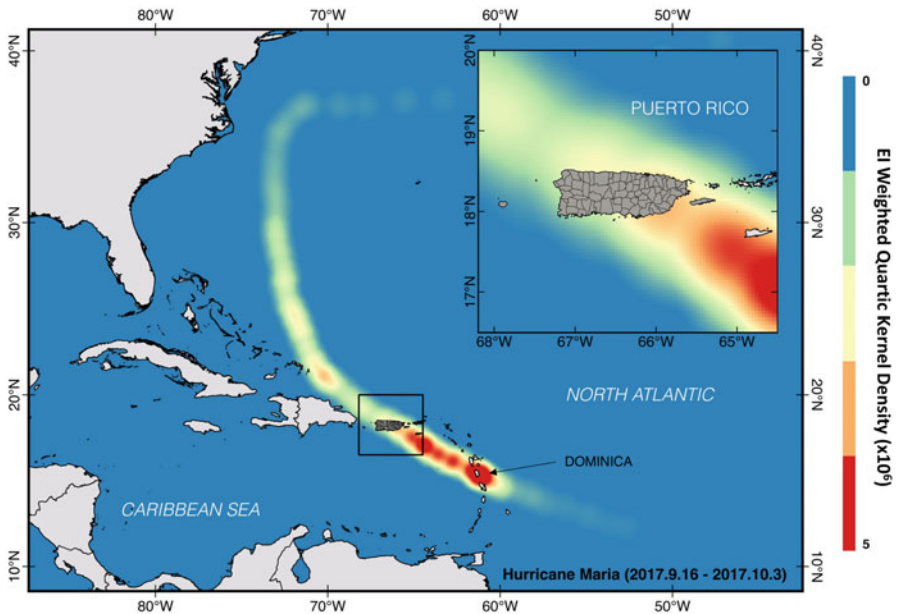 80°W 70°W 60°W 50°W
40°N
30°N
20°N
10°N
40°N
30°N
20°N
10°N
80°W 70°W 60°W 50°W
20°N
19°N
18°N
17°N
68°W 67°W 66°W 65°W
PUERTO RICO
NORTH ATLANTIC
DOMINICA
CARIBBEAN SEA
Hurricane Maria (2017.9.16 - 2017.10.3)
0
EI Weighted Quartic Kernel Density (x10⁶)
5